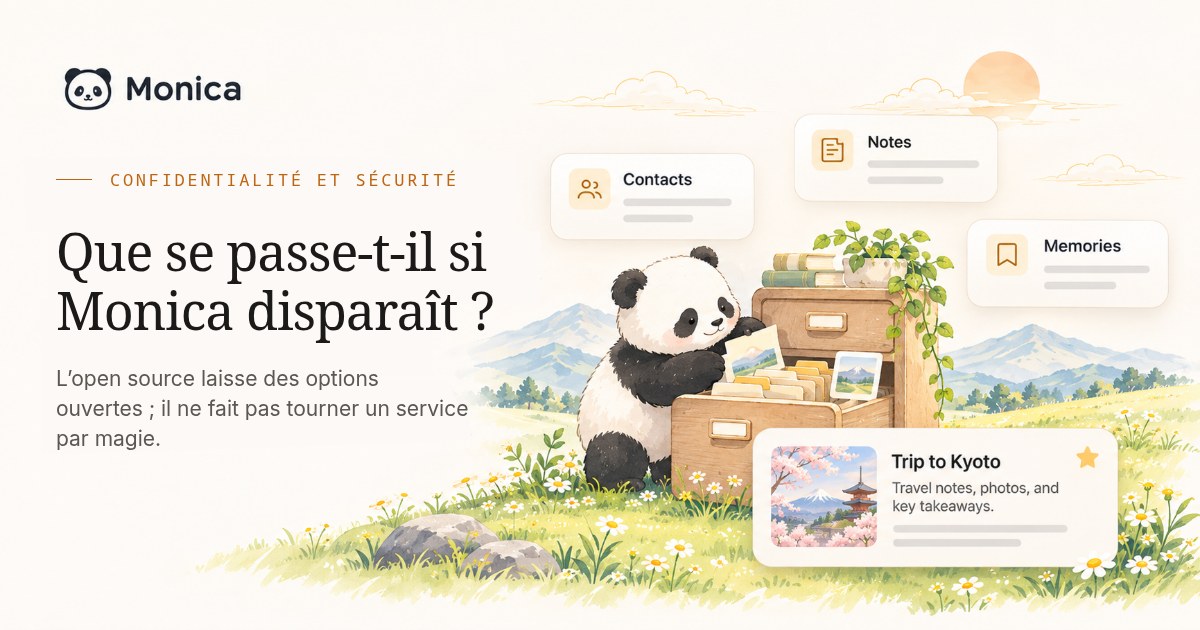 Monica
CONFIDENTIALITÉ ET SÉCURITÉ
Que se passe-t-il si
Monica disparaît ?
L’open source laisse des options
ouvertes ; il ne fait pas tourner un service
par magie.
Contacts
Notes
Memories
Trip to Kyoto
Travel notes, photos, and
key takeaways.